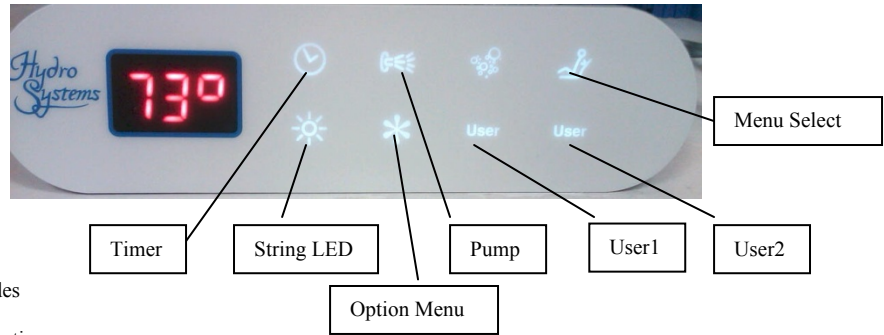 Hydro
Systems
73°
User
User
Menu Select
Timer
String LED
Pump
User1
User2
Option Menu